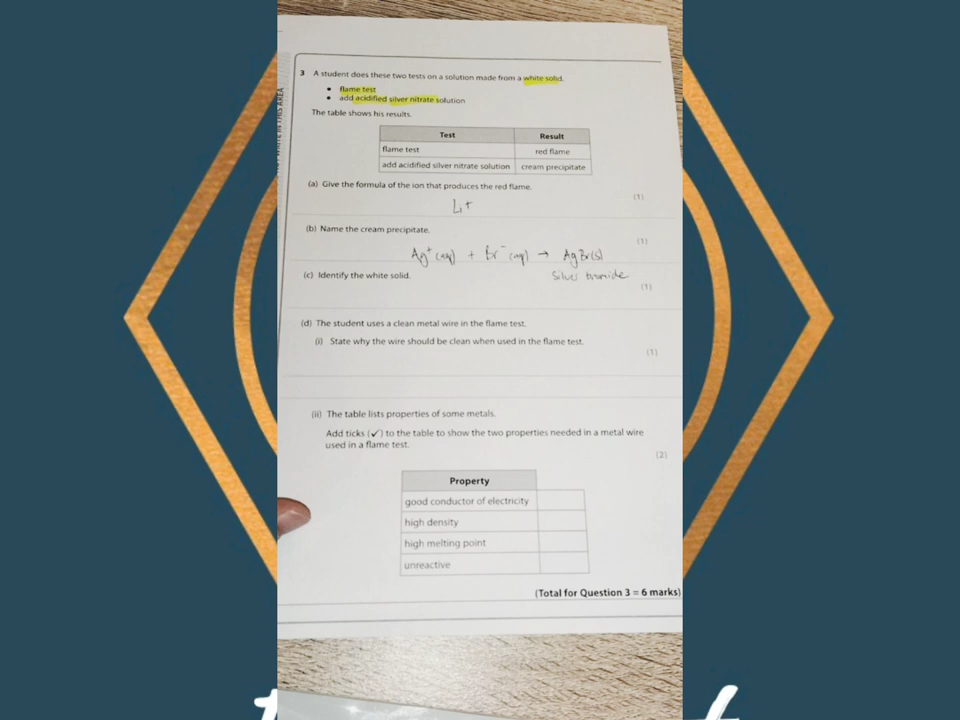 3 A student does these two tests on a solution made from a white solid.
• flame test
• add acidified silver nitrate solution
The table shows his results.
Test Result
flame test red flame
add acidified silver nitrate solution cream precipitate
(a) Give the formula of the ion that produces the red flame.
(1)
Li+
(b) Name the cream precipitate.
(1)
Ag+ (aq) + Br- (aq) → AgBr(s)
Silver bromide
(c) Identify the white solid.
(1)
(d) The student uses a clean metal wire in the flame test.
(i) State why the wire should be clean when used in the flame test.
(1)
(ii) The table lists properties of some metals.
Add ticks (✓) to the table to show the two properties needed in a metal wire
used in a flame test.
(2)
Property
good conductor of electricity
high density
high melting point
unreactive
(Total for Question 3 = 6 marks)
IN THIS AREA